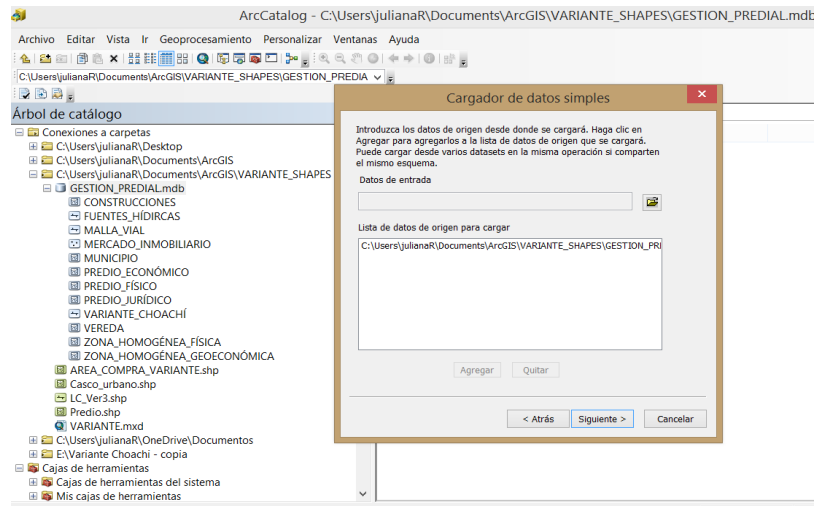 ArcCatalog - C:\Users\julianaR\Documents\ArcGIS\VARIANTE_SHAPES\GESTION_PREDIAL.mdb
Archivo Editar Vista Ir Geoprocesamiento Personalizar Ventanas Ayuda
C:\Users\julianaR\Documents\ArcGIS\VARIANTE_SHAPES\GESTION_PREDIA
Árbol de catálogo
Conexiones a carpetas
C:\Users\julianaR\Desktop
C:\Users\julianaR\Documents\ArcGIS
C:\Users\julianaR\Documents\ArcGIS\VARIANTE_SHAPES
GESTION_PREDIAL.mdb
CONSTRUCCIONES
FUENTES_HÍDIRCAS
MALLA_VIAL
MERCADO_INMOBILIARIO
MUNICIPIO
PREDIO_ECONÓMICO
PREDIO_FÍSICO
PREDIO_JURÍDICO
VARIANTE_CHOACHÍ
VEREDA
ZONA_HOMOGÉNEA_FÍSICA
ZONA_HOMOGÉNEA_GEOECONÓMICA
AREA_COMPRA_VARIANTE.shp
Casco_urbano.shp
LC_Ver3.shp
Predio.shp
VARIANTE.mxd
C:\Users\julianaR\OneDrive\Documentos
E:\Variante Choachi - copia
Cajas de herramientas
Cajas de herramientas del sistema
Mis cajas de herramientas
Cargador de datos simples
Introduzca los datos de origen desde donde se cargará. Haga clic en
Agregar para agregarlos a la lista de datos de origen que se cargará.
Puede cargar desde varios datasets en la misma operación si comparten
el mismo esquema.
Datos de entrada
Lista de datos de origen para cargar
C:\Users\julianaR\Documents\ArcGIS\VARIANTE_SHAPES\GESTION_PRI
Agregar Quitar
< Atrás Siguiente > Cancelar